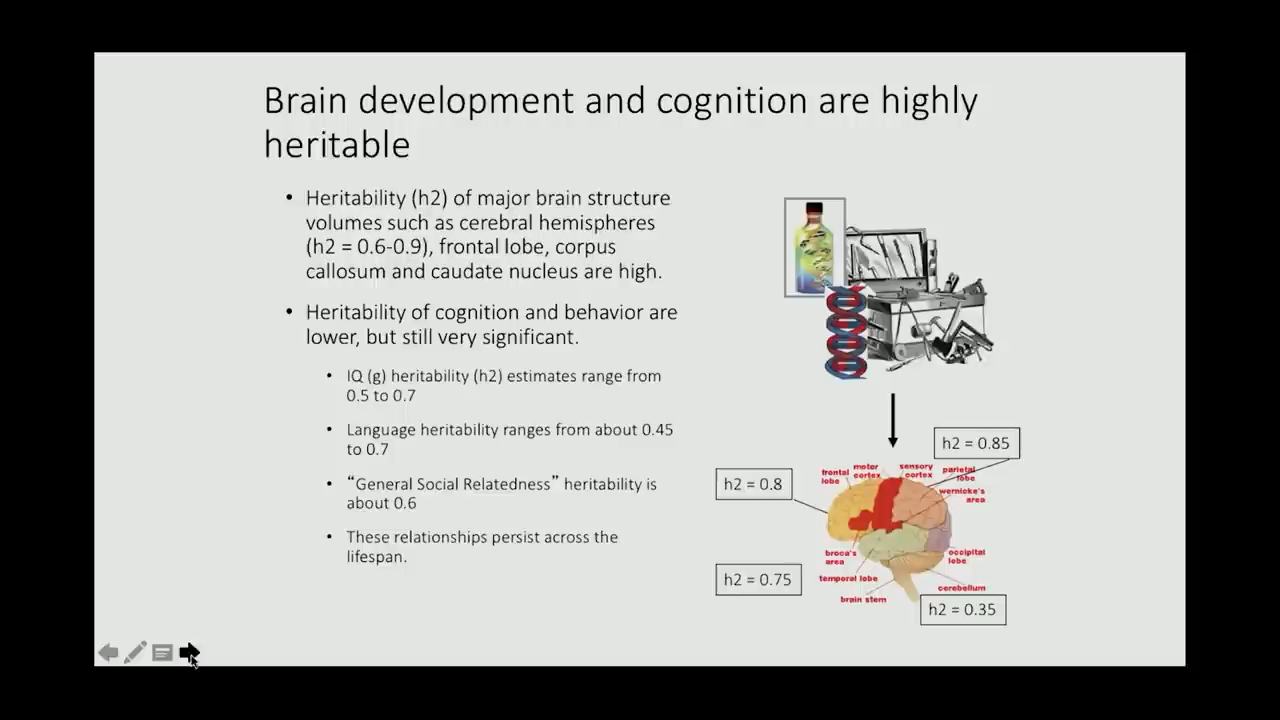 Brain development and cognition are highly
heritable
• Heritability (h2) of major brain structure
volumes such as cerebral hemispheres
(h2 = 0.6-0.9), frontal lobe, corpus
callosum and caudate nucleus are high.
• Heritability of cognition and behavior are
lower, but still very significant.
• IQ (g) heritability (h2) estimates range from
0.5 to 0.7
• Language heritability ranges from about 0.45
to 0.7
• “General Social Relatedness” heritability is
about 0.6
• These relationships persist across the
lifespan.
h2 = 0.85
h2 = 0.8
frontal
lobe
motor
cortex
sensory
cortex
parietal
lobe
wernicke's
area
broca's
area
occipital
lobe
temporal lobe
h2 = 0.75
cerebellum
brain stem
h2 = 0.35